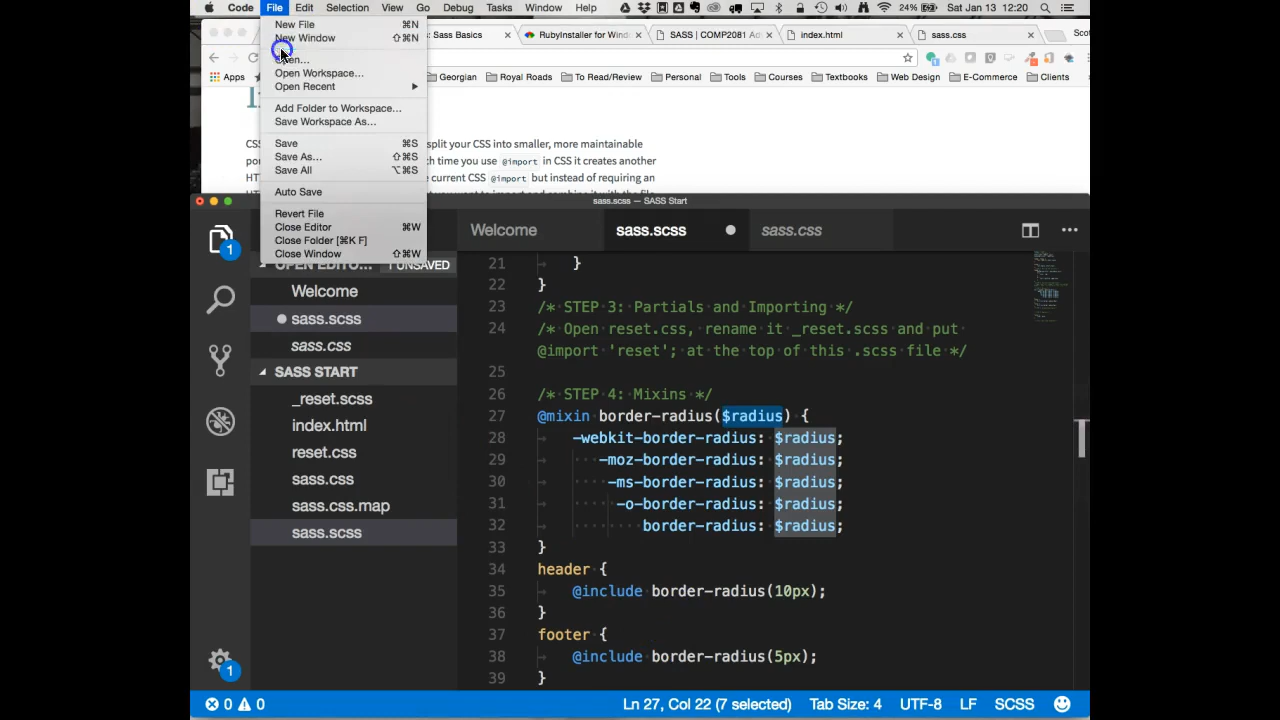 Code File Edit Selection View Go Debug Tasks Window Help 24% Sat Jan 13 12:20
New File ⌘N
New Window ⇧⌘N
Open...
Open Workspace...
Open Recent
Add Folder to Workspace...
Save Workspace As...
Save ⌘S
Save As... ⇧⌘S
Save All ⌥⌘S
Auto Save
Revert File
Close Editor ⌘W
Close Folder [⌘K F]
Close Window ⇧⌘W
Sass Basics RubyInstaller for Wind SASS | COMP2081 Ad index.html sass.css
Apps Georgian Royal Roads To Read/Review Personal Tools Courses Textbooks Web Design E-Commerce Clients
CSS split your CSS into smaller, more maintainable
time you use @import in CSS it creates another
current CSS @import but instead of requiring an
sass.scss — SASS Start
Welcome sass.scss sass.css
1
1 UNSAVED
Welcome
sass.scss
sass.css
SASS START
_reset.scss
index.html
reset.css
sass.css
sass.css.map
sass.scss
1
21 }
22 }
23 /* STEP 3: Partials and Importing */
24 /* Open reset.css, rename it _reset.scss and put
@import 'reset'; at the top of this .scss file */
25
26 /* STEP 4: Mixins */
27 @mixin border-radius($radius) {
28 -webkit-border-radius: $radius;
29 -moz-border-radius: $radius;
30 -ms-border-radius: $radius;
31 -o-border-radius: $radius;
32 border-radius: $radius;
33 }
34 header {
35 @include border-radius(10px);
36 }
37 footer {
38 @include border-radius(5px);
39 }
0 0 Ln 27, Col 22 (7 selected) Tab Size: 4 UTF-8 LF SCSS